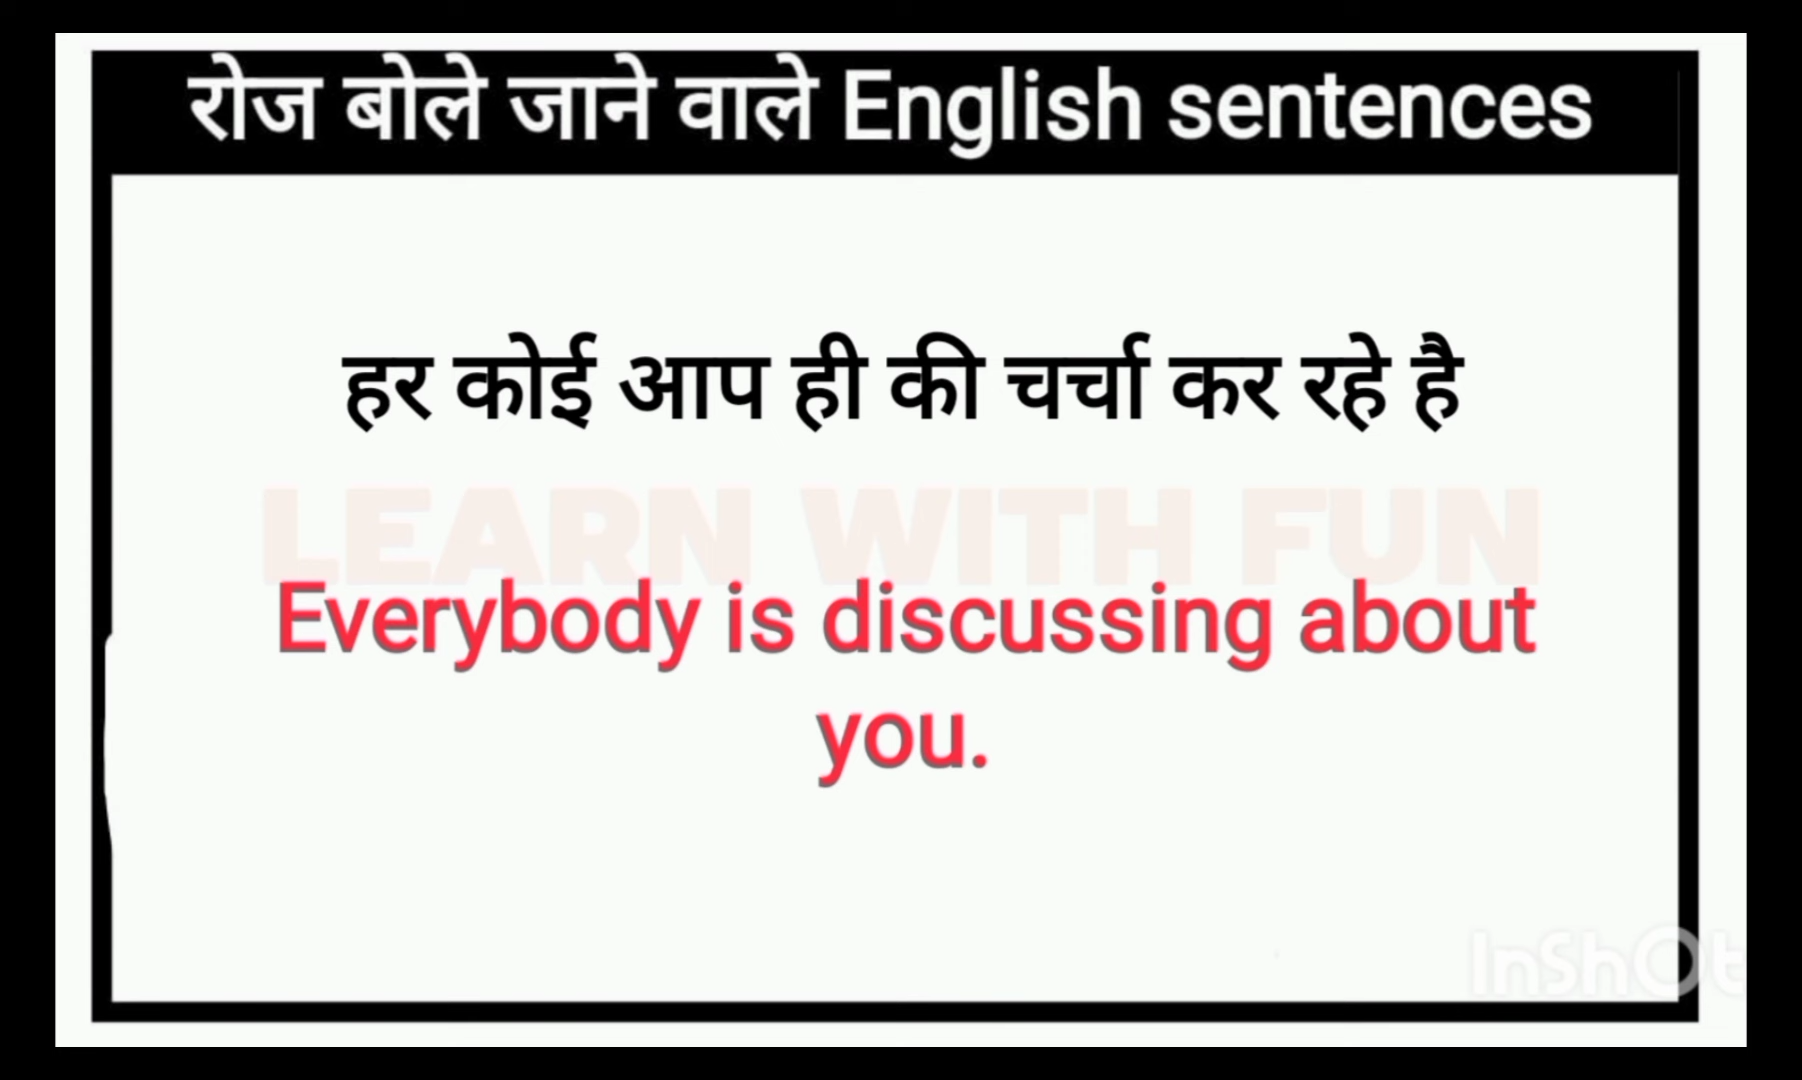 रोज बोले जाने वाले English sentences
हर कोई आप ही की चर्चा कर रहे है
LEARN WITH FUN
Everybody is discussing about
you.
InShOt